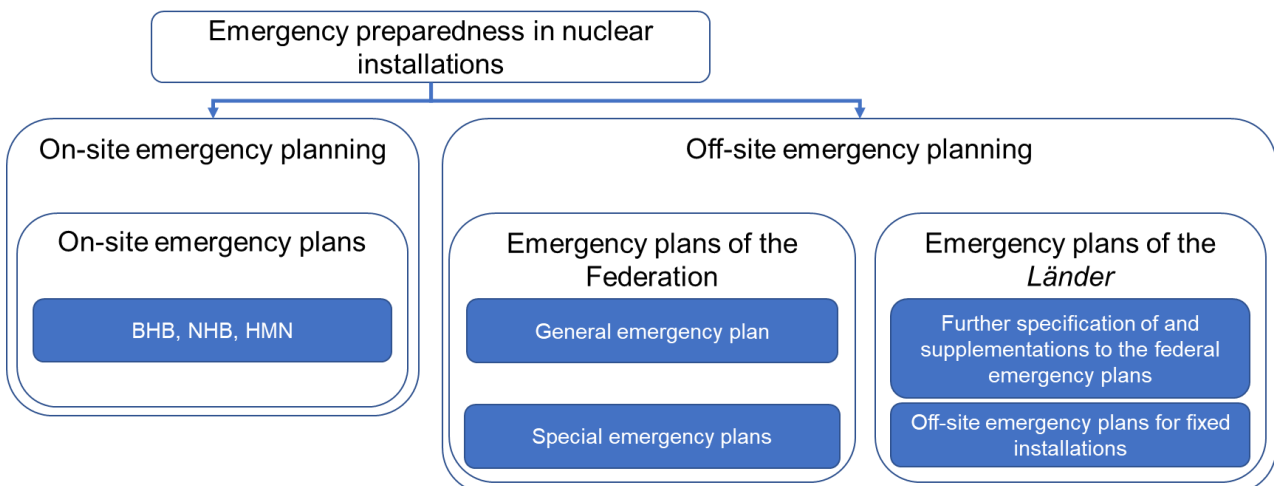 Emergency preparedness in nuclear
installations
On-site emergency planning
Off-site emergency planning
On-site emergency plans
BHB, NHB, HMN
Emergency plans of the
Federation
General emergency plan
Special emergency plans
Emergency plans of the
Länder
Further specification of and
supplementations to the federal
emergency plans
Off-site emergency plans for fixed
installations